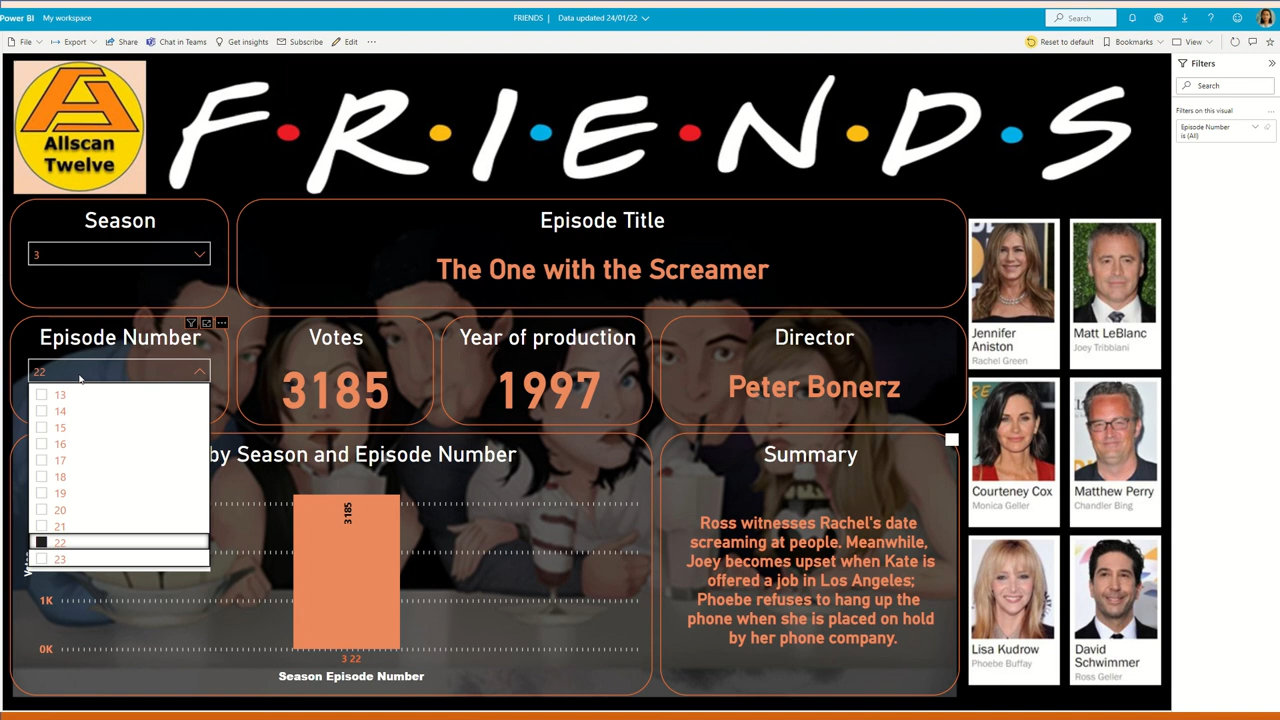 Power BI My workspace
FRIENDS | Data updated 24/01/22
Search
File Export Share Chat in Teams Get insights Subscribe Edit ...
Reset to default Bookmarks View
Filters
Search
Filters on this visual ...
Episode Number
is (All)
Allscan
Twelve
F R I E N D S
Season
3
Episode Title
The One with the Screamer
Episode Number
22
13
14
15
16
17
18
19
20
21
22
23
Votes
3185
Year of production
1997
Director
Peter Bonerz
by Season and Episode Number
3185
1K
0K
3 22
Season Episode Number
Summary
Ross witnesses Rachel's date
screaming at people. Meanwhile,
Joey becomes upset when Kate is
offered a job in Los Angeles;
Phoebe refuses to hang up the
phone when she is placed on hold
by her phone company.
Jennifer
Aniston
Rachel Green
Matt LeBlanc
Joey Tribbiani
Courteney Cox
Monica Geller
Matthew Perry
Chandler Bing
Lisa Kudrow
Phoebe Buffay
David
Schwimmer
Ross Geller